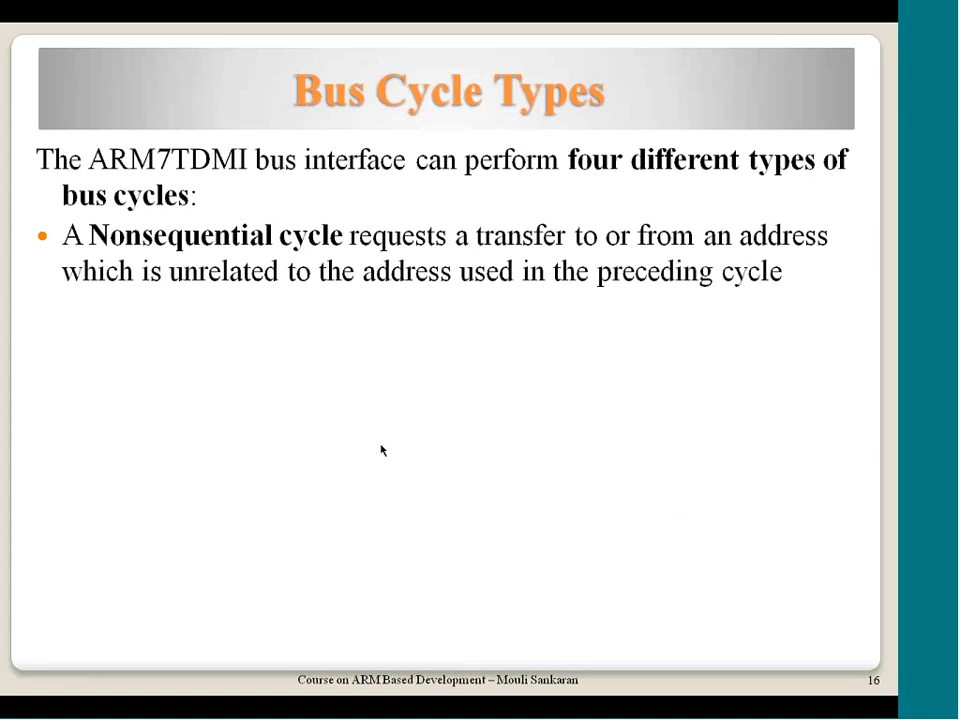 Bus Cycle Types
The ARM7TDMI bus interface can perform four different types of
bus cycles:
• A Nonsequential cycle requests a transfer to or from an address
which is unrelated to the address used in the preceding cycle
Course on ARM Based Development – Mouli Sankaran
16